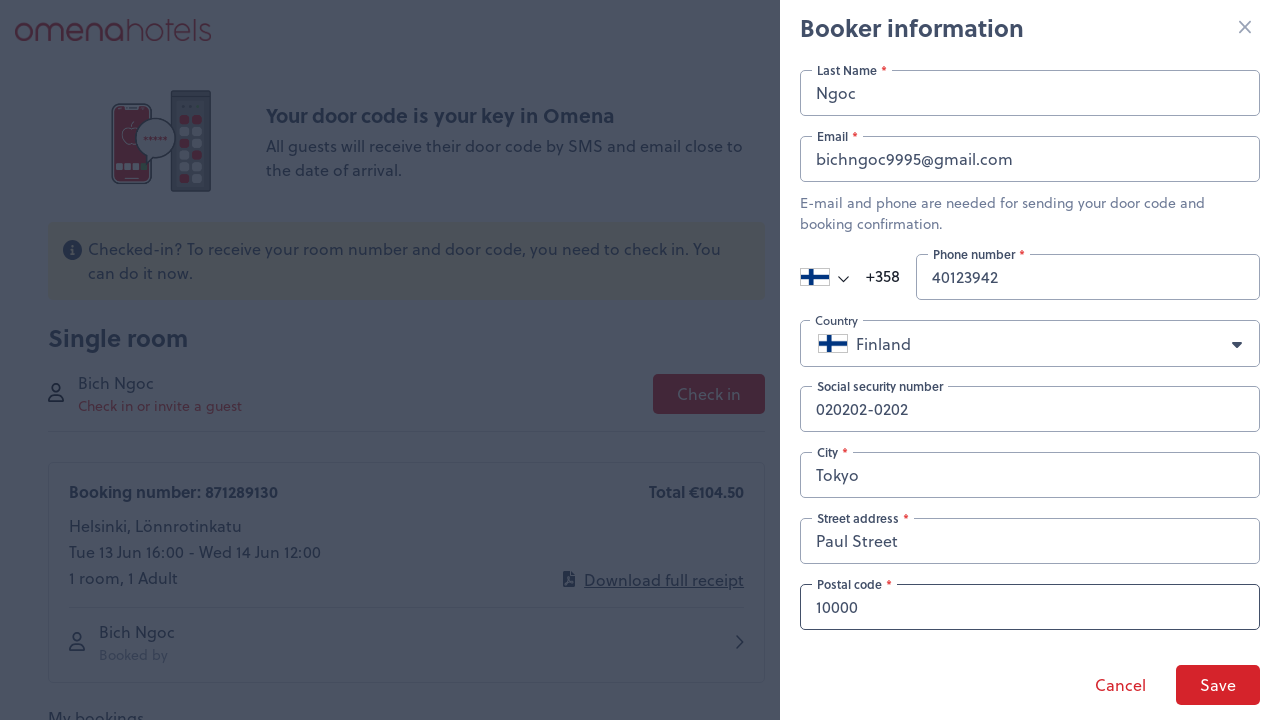 omenahotels
Your door code is your key in Omena
All guests will receive their door code by SMS and email close to
the date of arrival.
Checked-in? To receive your room number and door code, you need to check in. You
can do it now.
Single room
Bich Ngoc
Check in or invite a guest
Check in
Booking number: 871289130
Total €104.50
Helsinki, Lönnrotinkatu
Tue 13 Jun 16:00 - Wed 14 Jun 12:00
1 room, 1 Adult
Download full receipt
Bich Ngoc
Booked by
My bookings
Booker information
Last Name *
Ngoc
Email *
bichngoc9995@gmail.com
E-mail and phone are needed for sending your door code and
booking confirmation.
+358
Phone number *
40123942
Country
Finland
Social security number
020202-0202
City *
Tokyo
Street address *
Paul Street
Postal code *
10000
Cancel
Save